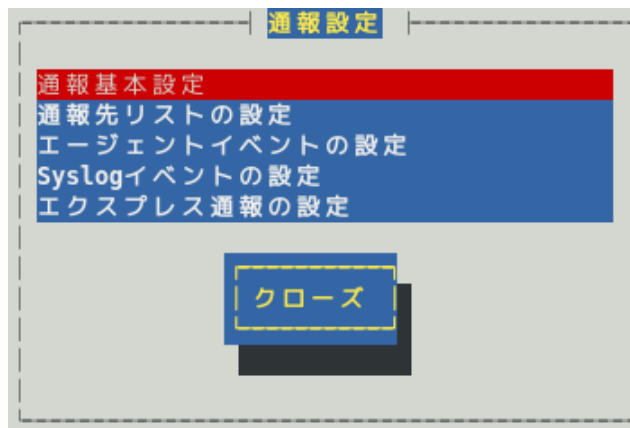 通報設定
通報基本設定
通報先リストの設定
エージェントイベントの設定
Syslogイベントの設定
エクスプレス通報の設定
クローズ